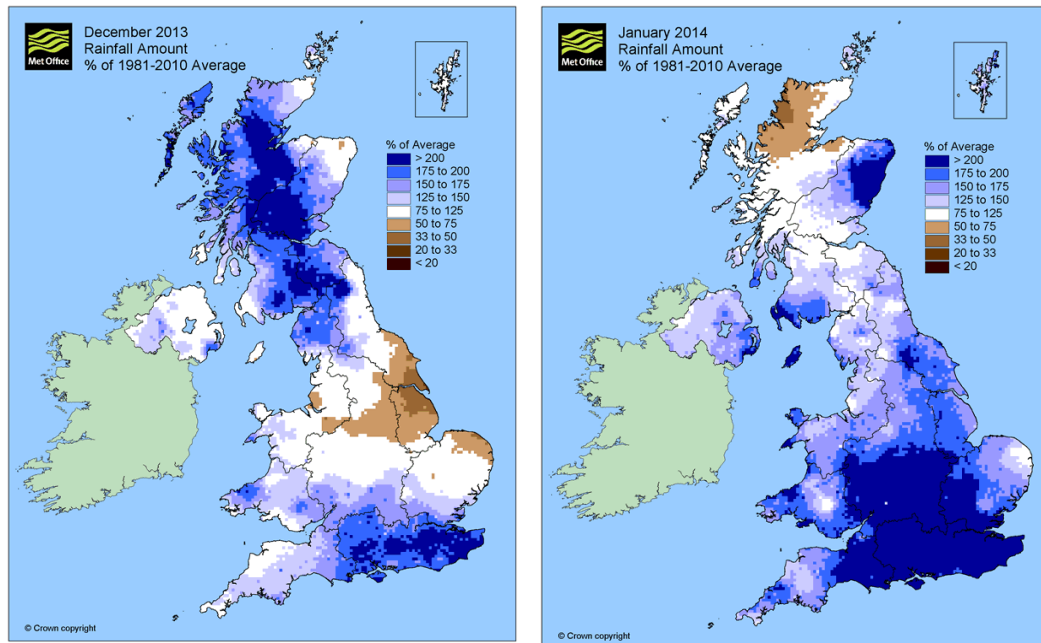 Met Office
December 2013
Rainfall Amount
% of 1981-2010 Average
% of Average
> 200
175 to 200
150 to 175
125 to 150
75 to 125
50 to 75
33 to 50
20 to 33
< 20
© Crown copyright
Met Office
January 2014
Rainfall Amount
% of 1981-2010 Average
% of Average
> 200
175 to 200
150 to 175
125 to 150
75 to 125
50 to 75
33 to 50
20 to 33
< 20
© Crown copyright